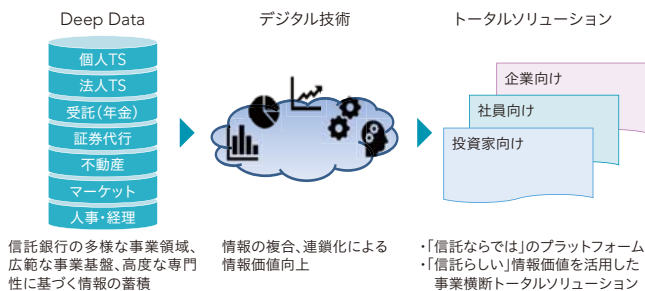 Deep Data
個人TS
法人TS
受託(年金)
証券代行
不動産
マーケット
人事・経理
信託銀行の多様な事業領域、
広範な事業基盤、高度な専門
性に基づく情報の蓄積
デジタル技術
情報の複合、連鎖化による
情報価値向上
トータルソリューション
企業向け
社員向け
投資家向け
・「信託ならでは」のプラットフォーム
・「信託らしい」情報価値を活用した
事業横断トータルソリューション